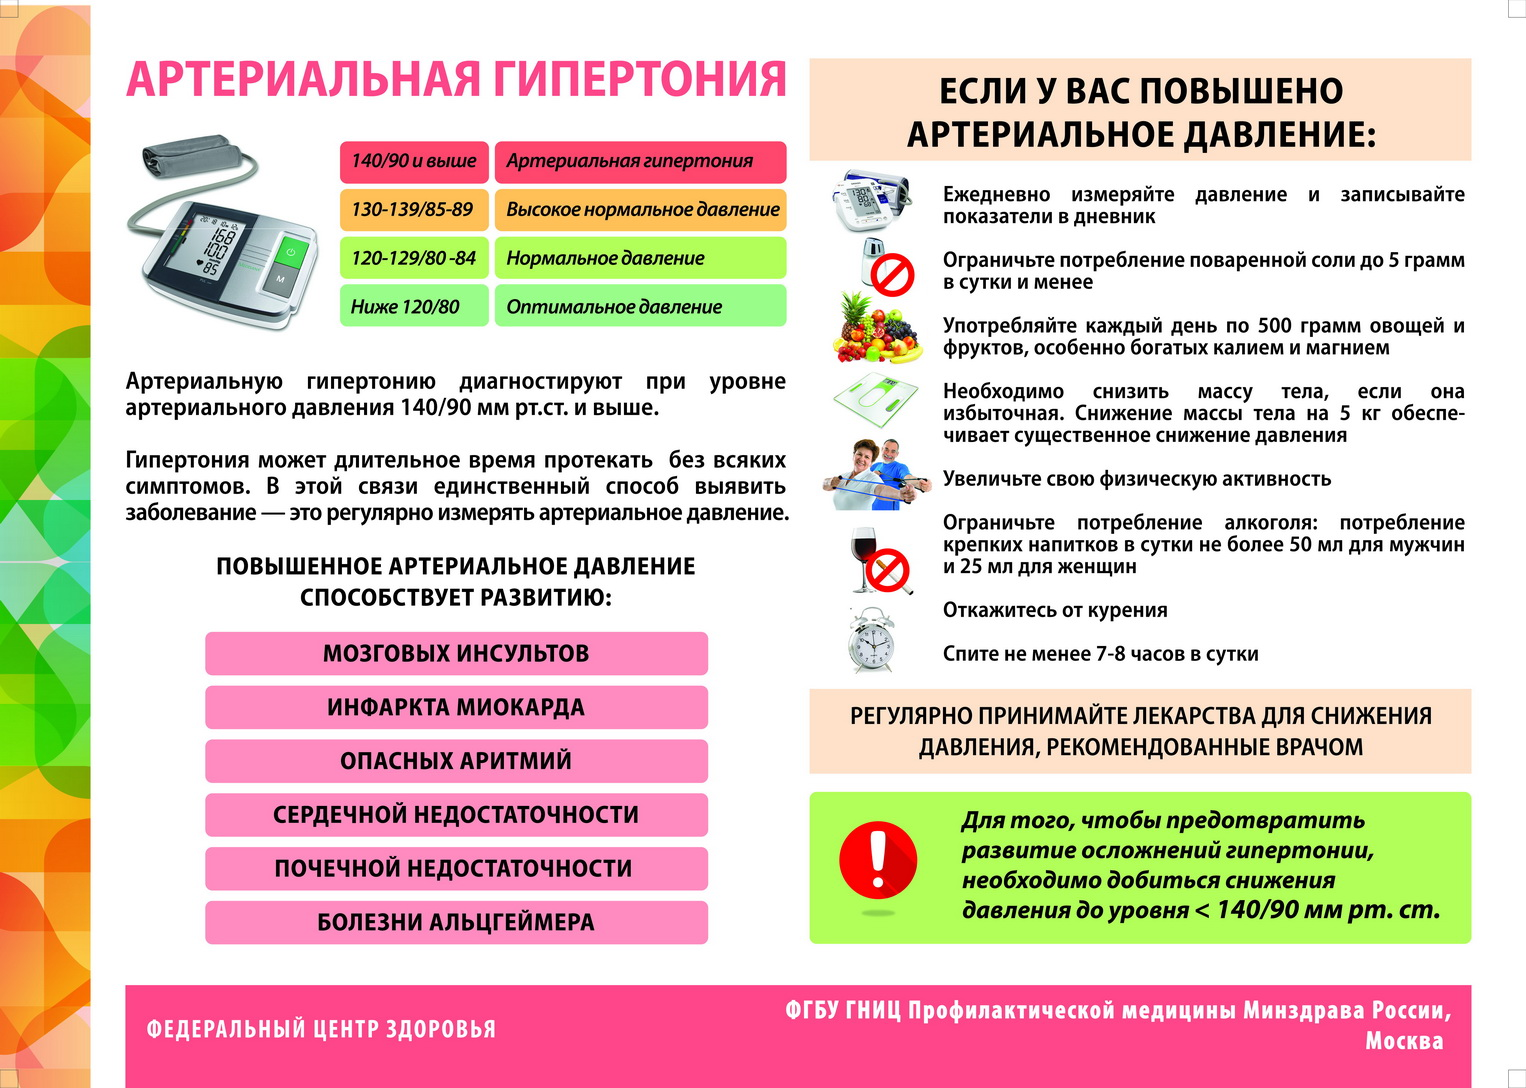 АРТЕРИАЛЬНАЯ ГИПЕРТОНИЯ
140/90 и выше Артериальная гипертония
130-139/85-89 Высокое нормальное давление
120-129/80 -84 Нормальное давление
Ниже 120/80 Оптимальное давление
168
100
85
M
Артериальную гипертонию диагностируют при уровне
артериального давления 140/90 мм рт.ст. и выше.
Гипертония может длительное время протекать без всяких
симптомов. В этой связи единственный способ выявить
заболевание — это регулярно измерять артериальное давление.
ПОВЫШЕННОЕ АРТЕРИАЛЬНОЕ ДАВЛЕНИЕ
СПОСОБСТВУЕТ РАЗВИТИЮ:
МОЗГОВЫХ ИНСУЛЬТОВ
ИНФАРКТА МИОКАРДА
ОПАСНЫХ АРИТМИЙ
СЕРДЕЧНОЙ НЕДОСТАТОЧНОСТИ
ПОЧЕЧНОЙ НЕДОСТАТОЧНОСТИ
БОЛЕЗНИ АЛЬЦГЕЙМЕРА
ЕСЛИ У ВАС ПОВЫШЕНО
АРТЕРИАЛЬНОЕ ДАВЛЕНИЕ:
Ежедневно измеряйте давление и записывайте
показатели в дневник
Ограничьте потребление поваренной соли до 5 грамм
в сутки и менее
Употребляйте каждый день по 500 грамм овощей и
фруктов, особенно богатых калием и магнием
Необходимо снизить массу тела, если она
избыточная. Снижение массы тела на 5 кг обеспе-
чивает существенное снижение давления
Увеличьте свою физическую активность
Ограничьте потребление алкоголя: потребление
крепких напитков в сутки не более 50 мл для мужчин
и 25 мл для женщин
Откажитесь от курения
Спите не менее 7-8 часов в сутки
РЕГУЛЯРНО ПРИНИМАЙТЕ ЛЕКАРСТВА ДЛЯ СНИЖЕНИЯ
ДАВЛЕНИЯ, РЕКОМЕНДОВАННЫЕ ВРАЧОМ
Для того, чтобы предотвратить
развитие осложнений гипертонии,
необходимо добиться снижения
давления до уровня < 140/90 мм рт. ст.
ФЕДЕРАЛЬНЫЙ ЦЕНТР ЗДОРОВЬЯ
ФГБУ ГНИЦ Профилактической медицины Минздрава России,
Москва